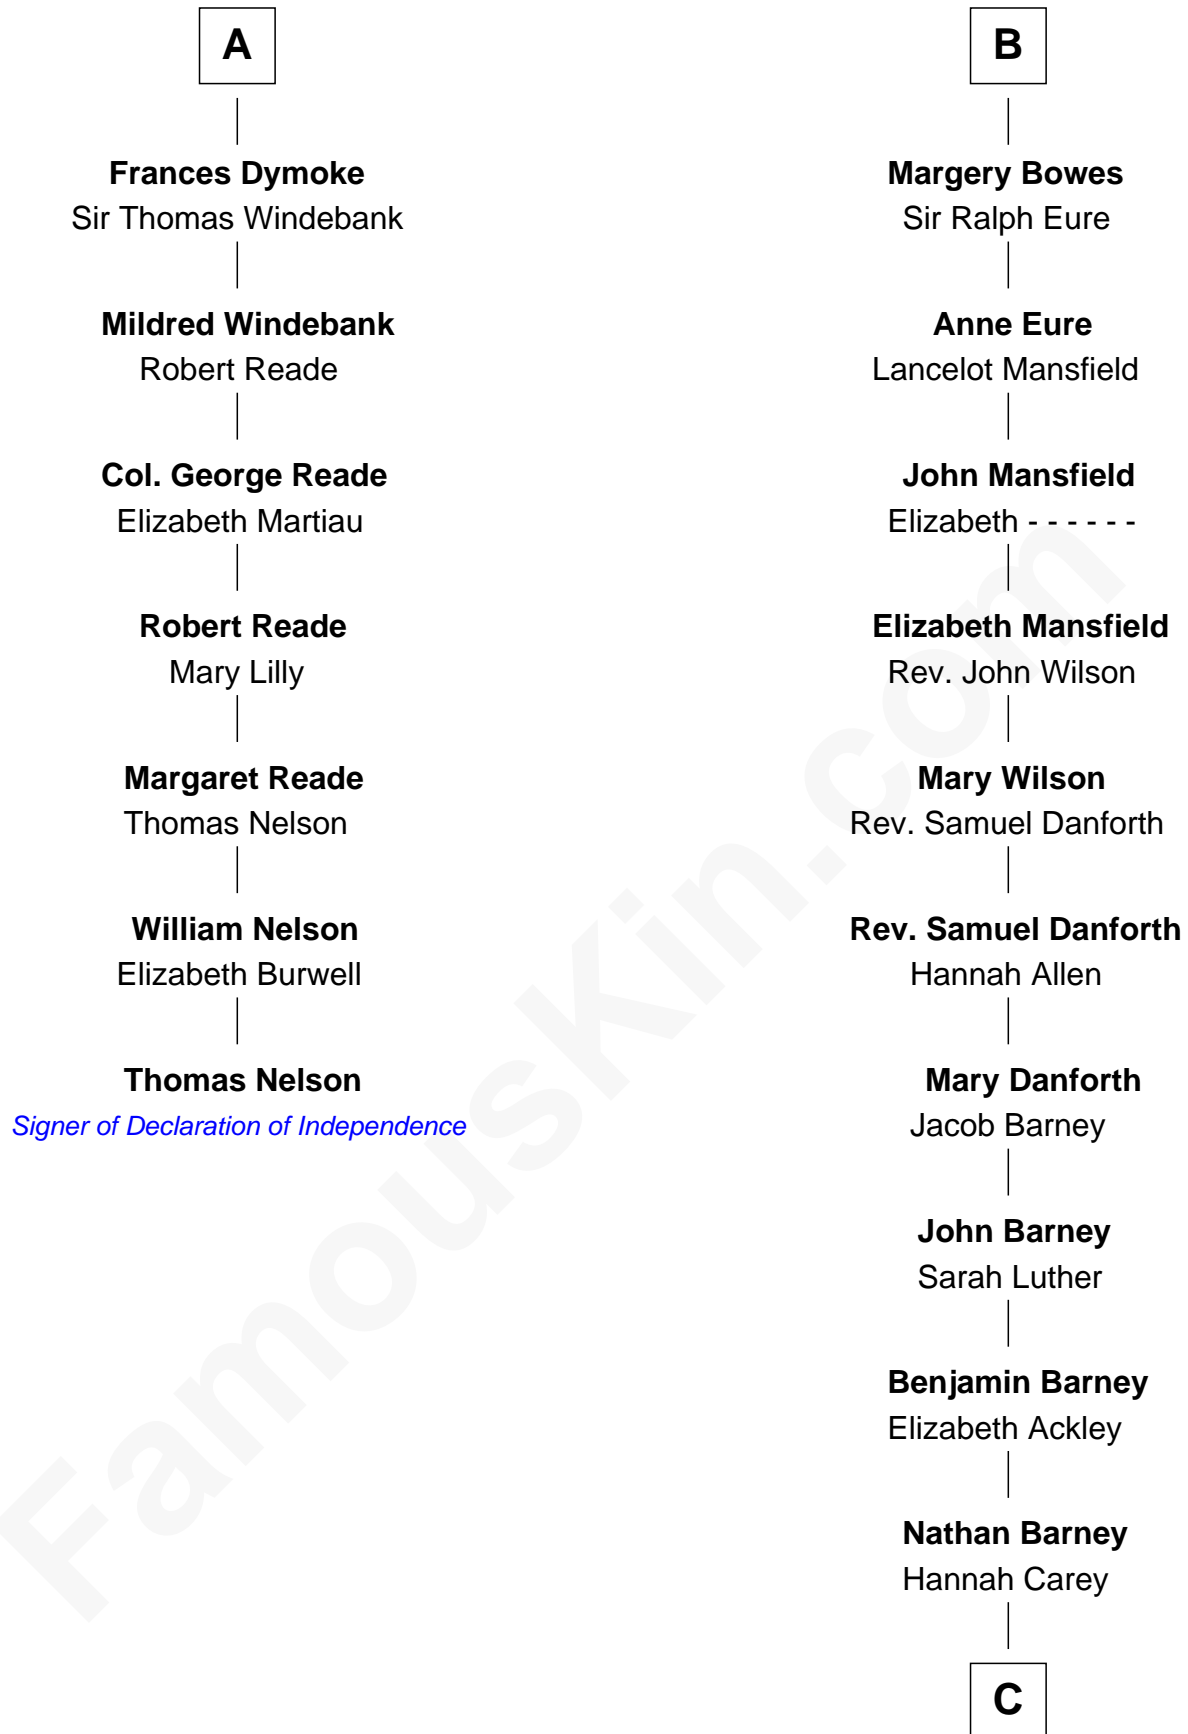 A
Frances Dymoke
Sir Thomas Windebank
Mildred Windebank
Robert Reade
Col. George Reade
Elizabeth Martiau
Robert Reade
Mary Lilly
Margaret Reade
Thomas Nelson
William Nelson
Elizabeth Burwell
Thomas Nelson
Signer of Declaration of Independence
B
Margery Bowes
Sir Ralph Eure
Anne Eure
Lancelot Mansfield
John Mansfield
Elizabeth - - - - - -
Elizabeth Mansfield
Rev. John Wilson
Mary Wilson
Rev. Samuel Danforth
Rev. Samuel Danforth
Hannah Allen
Mary Danforth
Jacob Barney
John Barney
Sarah Luther
Benjamin Barney
Elizabeth Ackley
Nathan Barney
Hannah Carey
C
FamousKin.com